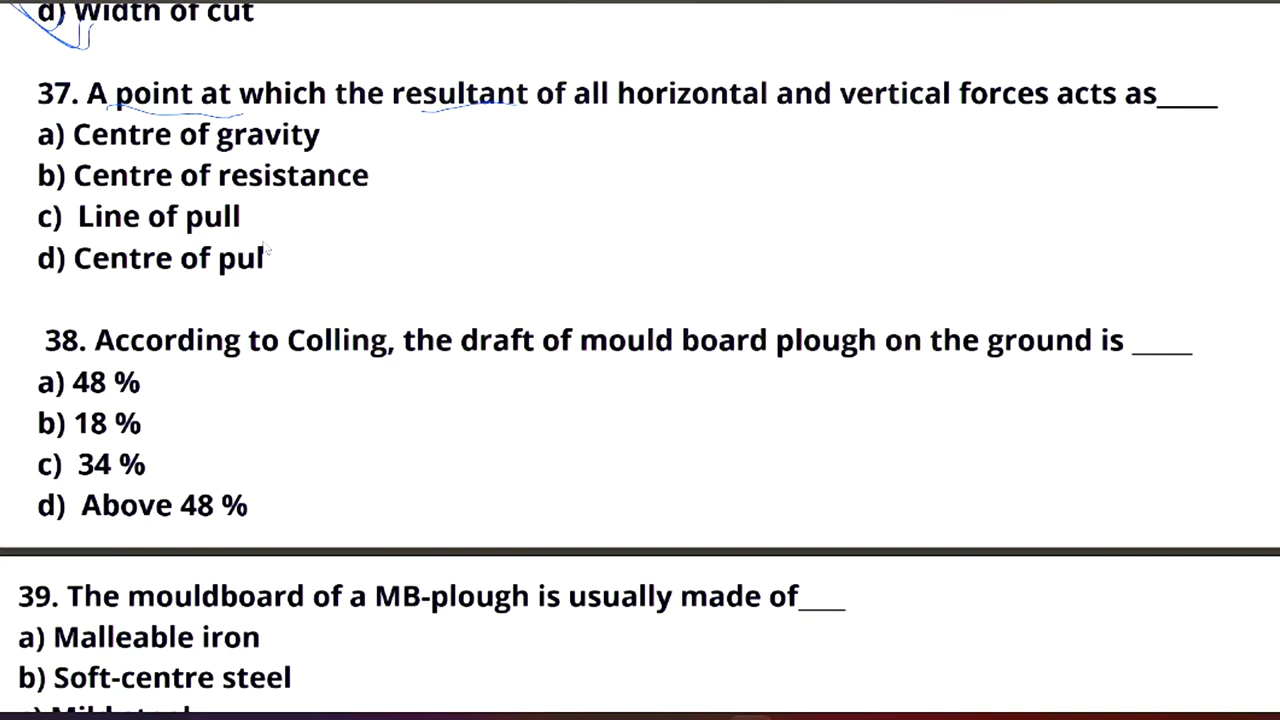 d) Width of cut
37. A point at which the resultant of all horizontal and vertical forces acts as____
a) Centre of gravity
b) Centre of resistance
c) Line of pull
d) Centre of pul
38. According to Colling, the draft of mould board plough on the ground is ____
a) 48 %
b) 18 %
c) 34 %
d) Above 48 %
39. The mouldboard of a MB-plough is usually made of___
a) Malleable iron
b) Soft-centre steel